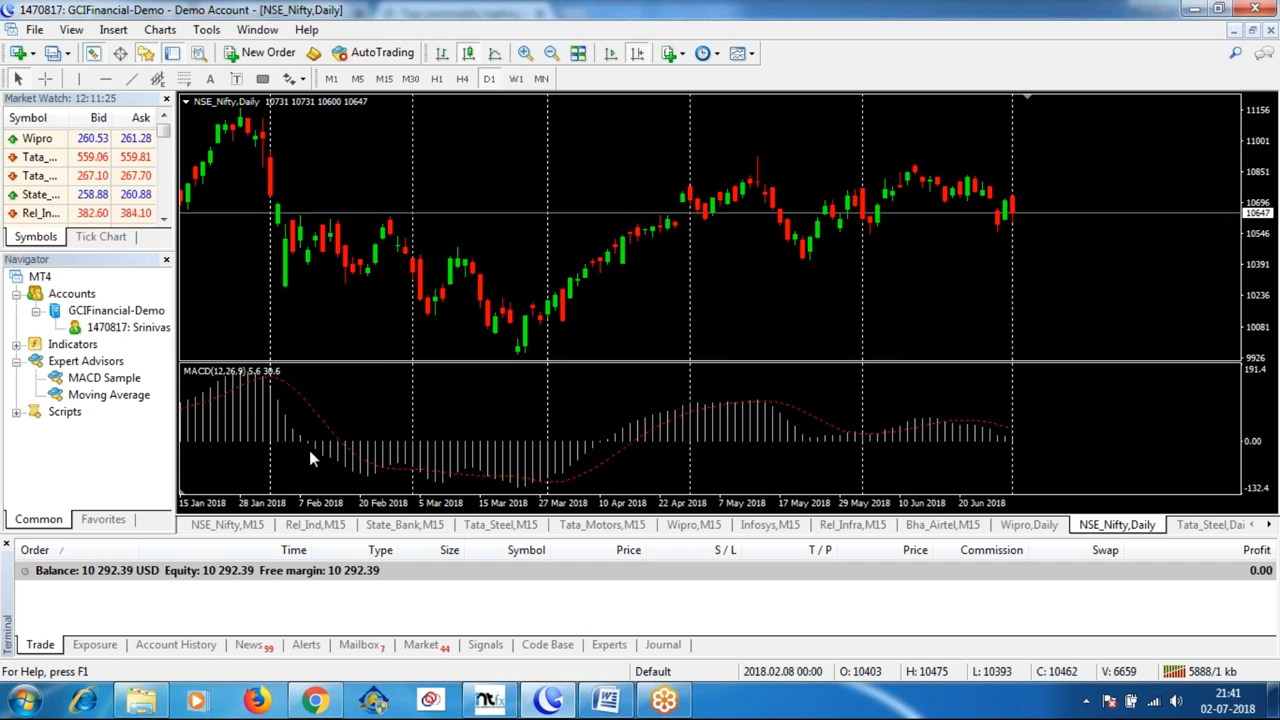 1470817: GCIFinancial-Demo - Demo Account - [NSE_Nifty,Daily]
File View Insert Charts Tools Window Help
New Order AutoTrading
A T M1 M5 M15 M30 H1 H4 D1 W1 MN
Market Watch: 12:11:25
Symbol Bid Ask
Wipro 260.53 261.28
Tata_... 559.06 559.81
Tata_... 267.10 267.70
State_... 258.88 260.88
Rel_In... 382.60 384.10
Symbols Tick Chart
Navigator
MT4
Accounts
GCIFinancial-Demo
1470817: Srinivas
Indicators
Expert Advisors
MACD Sample
Moving Average
Scripts
Common Favorites
NSE_Nifty,Daily 10731 10731 10600 10647
11156
11001
10851
10696
10647
10546
10391
10236
10081
9926
MACD(12,26,9) 5.6 30.6
191.4
0.00
-132.4
15 Jan 2018 28 Jan 2018 7 Feb 2018 20 Feb 2018 5 Mar 2018 15 Mar 2018 27 Mar 2018 10 Apr 2018 22 Apr 2018 7 May 2018 17 May 2018 29 May 2018 10 Jun 2018 20 Jun 2018
NSE_Nifty,M15 Rel_Ind,M15 State_Bank,M15 Tata_Steel,M15 Tata_Motors,M15 Wipro,M15 Infosys,M15 Rel_Infra,M15 Bha_Airtel,M15 Wipro,Daily NSE_Nifty,Daily Tata_Steel,Dai
Order / Time Type Size Symbol Price S / L T / P Price Commission Swap Profit
Balance: 10 292.39 USD Equity: 10 292.39 Free margin: 10 292.39 0.00
Terminal
Trade Exposure Account History News 99 Alerts Mailbox 7 Market 44 Signals Code Base Experts Journal
For Help, press F1 Default 2018.02.08 00:00 O: 10403 H: 10475 L: 10393 C: 10462 V: 6659 5888/1 kb
ntfx W
21:41
02-07-2018